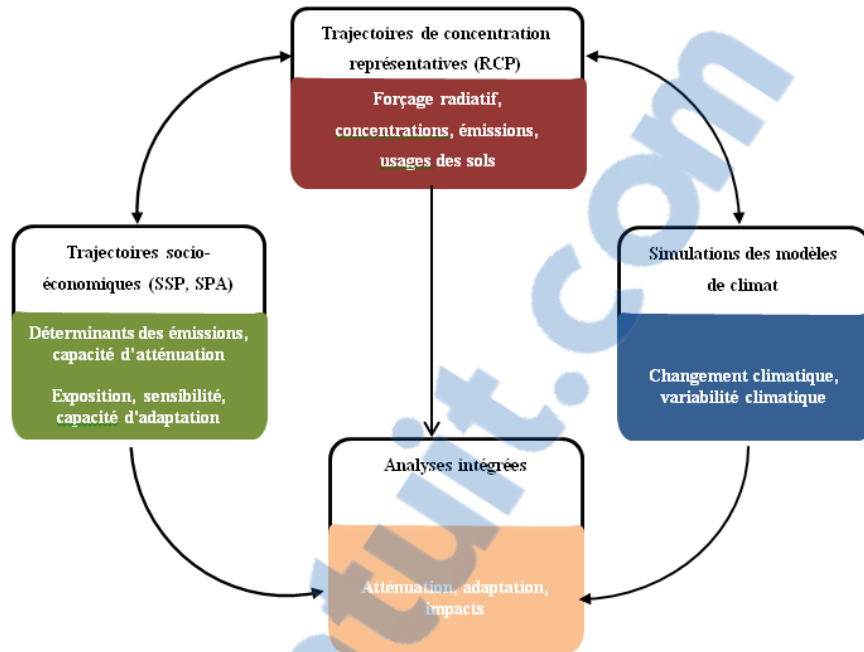 Trajectoires de concentration
représentatives (RCP)
Forçage radiatif,
concentrations, émissions,
usages des sols
Trajectoires socio-
économiques (SSP, SPA)
Déterminants des émissions,
capacité d'atténuation
Exposition, sensibilité,
capacité d'adaptation
Simulations des modèles
de climat
Changement climatique,
variabilité climatique
Analyses intégrées
Atténuation, adaptation,
impacts
tuit.com